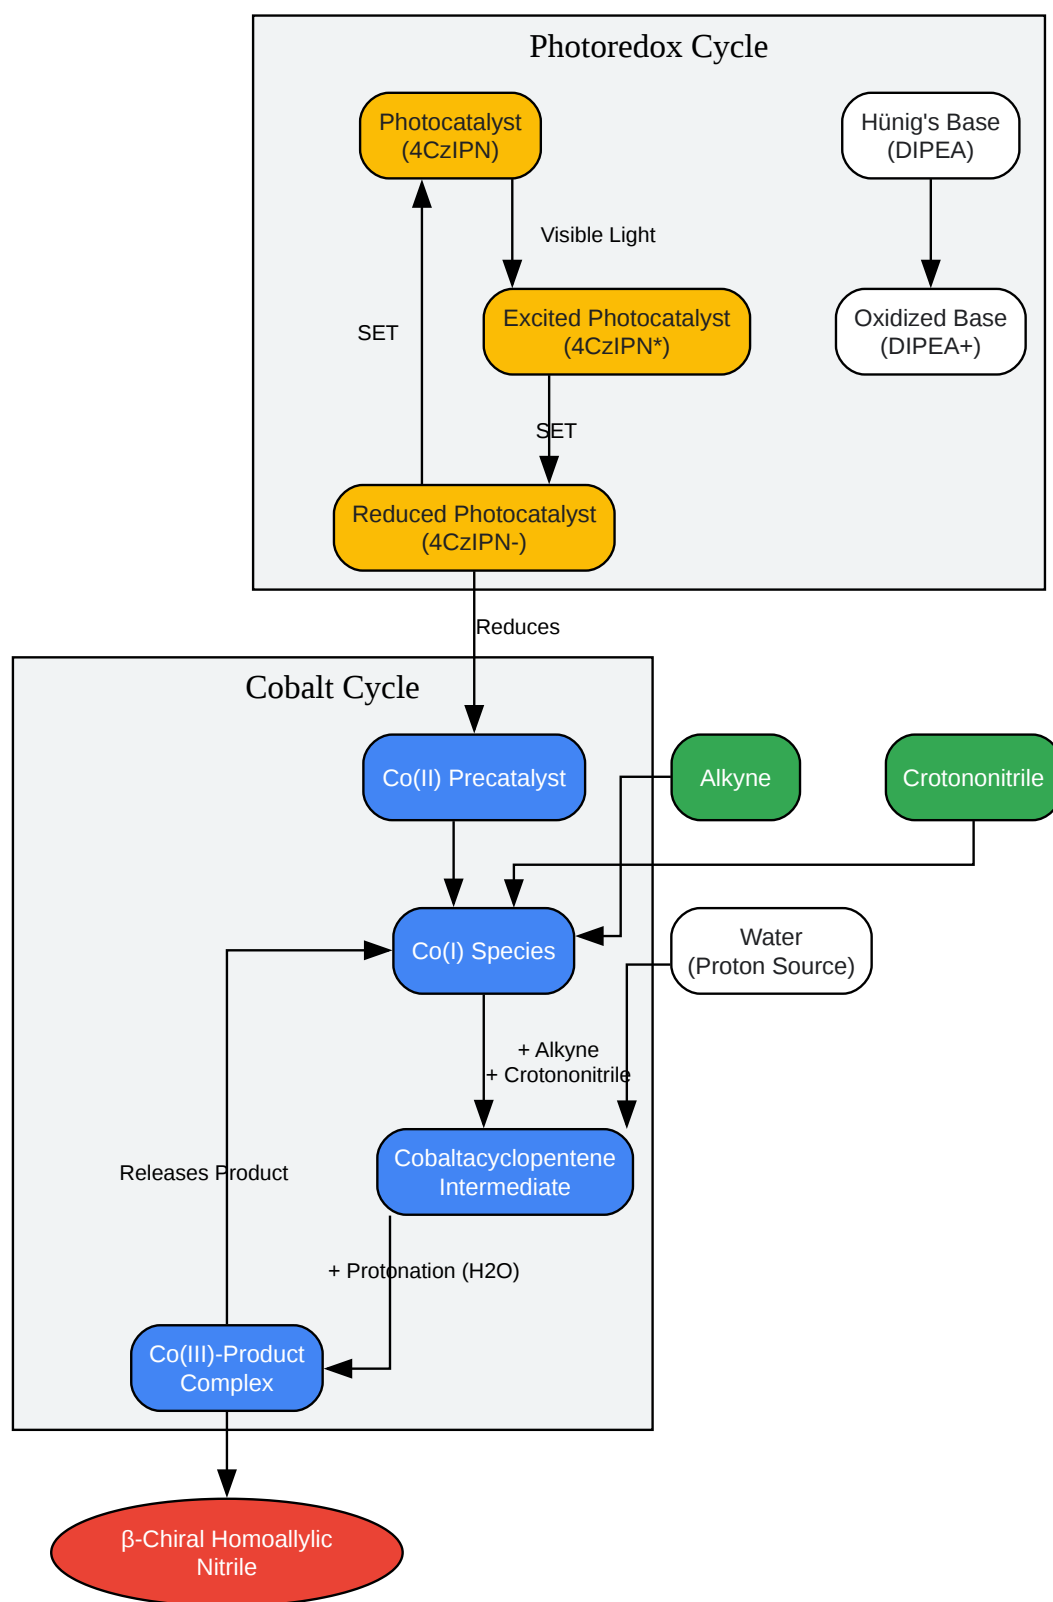 Photoredox Cycle
Photocatalyst
(4CzIPN)
Hünig's Base
(DIPEA)
Visible Light
SET
Excited Photocatalyst
(4CzIPN*)
Oxidized Base
(DIPEA+)
SET
Reduced Photocatalyst
(4CzIPN-)
Reduces
Cobalt Cycle
Co(II) Precatalyst
Alkyne
Crotononitrile
Co(I) Species
Water
(Proton Source)
+ Alkyne
+ Crotononitrile
Cobaltacyclopentene
Intermediate
Releases Product
+ Protonation (H2O)
Co(III)-Product
Complex
β-Chiral Homoallylic
Nitrile